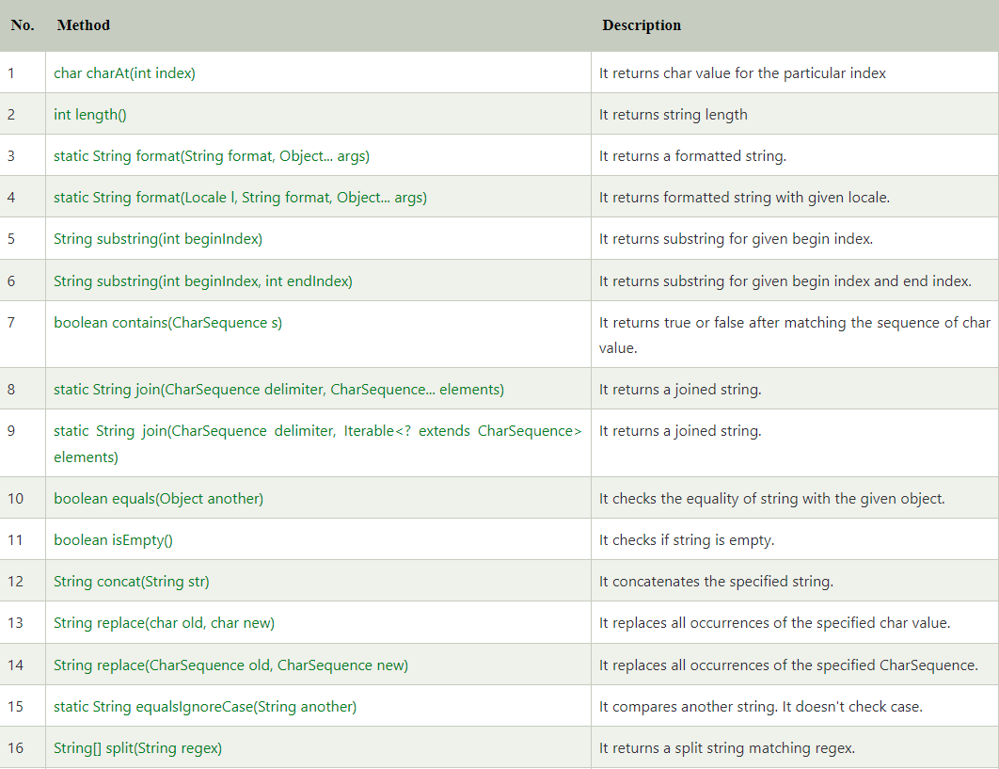 No. Method Description
1 char charAt(int index) It returns char value for the particular index
2 int length() It returns string length
3 static String format(String format, Object... args) It returns a formatted string.
4 static String format(Locale l, String format, Object... args) It returns formatted string with given locale.
5 String substring(int beginIndex) It returns substring for given begin index.
6 String substring(int beginIndex, int endIndex) It returns substring for given begin index and end index.
7 boolean contains(CharSequence s) It returns true or false after matching the sequence of char
value.
8 static String join(CharSequence delimiter, CharSequence... elements) It returns a joined string.
9 static String join(CharSequence delimiter, Iterable<? extends CharSequence> It returns a joined string.
elements)
10 boolean equals(Object another) It checks the equality of string with the given object.
11 boolean isEmpty() It checks if string is empty.
12 String concat(String str) It concatenates the specified string.
13 String replace(char old, char new) It replaces all occurrences of the specified char value.
14 String replace(CharSequence old, CharSequence new) It replaces all occurrences of the specified CharSequence.
15 static String equalsIgnoreCase(String another) It compares another string. It doesn't check case.
16 String[] split(String regex) It returns a split string matching regex.